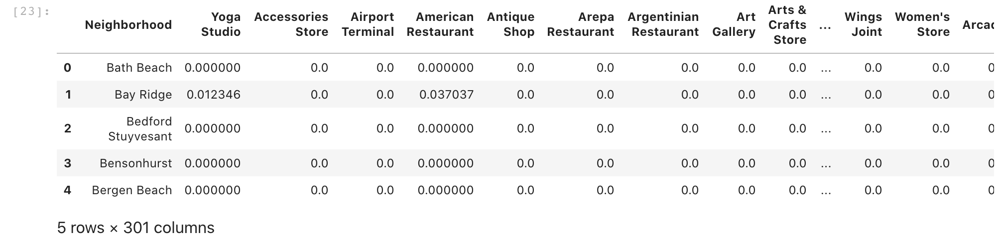 [23]:
Neighborhood Yoga Studio Accessories Store Airport Terminal American Restaurant Antique Shop Arepa Restaurant Argentinian Restaurant Art Gallery Arts & Crafts Store ... Wings Joint Women's Store
0 Bath Beach 0.000000 0.0 0.0 0.000000 0.0 0.0 0.0 0.0 0.0 ... 0.0 0.0
1 Bay Ridge 0.012346 0.0 0.0 0.037037 0.0 0.0 0.0 0.0 0.0 ... 0.0 0.0
2 Bedford Stuyvesant 0.000000 0.0 0.0 0.000000 0.0 0.0 0.0 0.0 0.0 ... 0.0 0.0
3 Bensonhurst 0.000000 0.0 0.0 0.000000 0.0 0.0 0.0 0.0 0.0 ... 0.0 0.0
4 Bergen Beach 0.000000 0.0 0.0 0.000000 0.0 0.0 0.0 0.0 0.0 ... 0.0 0.0
5 rows × 301 columns